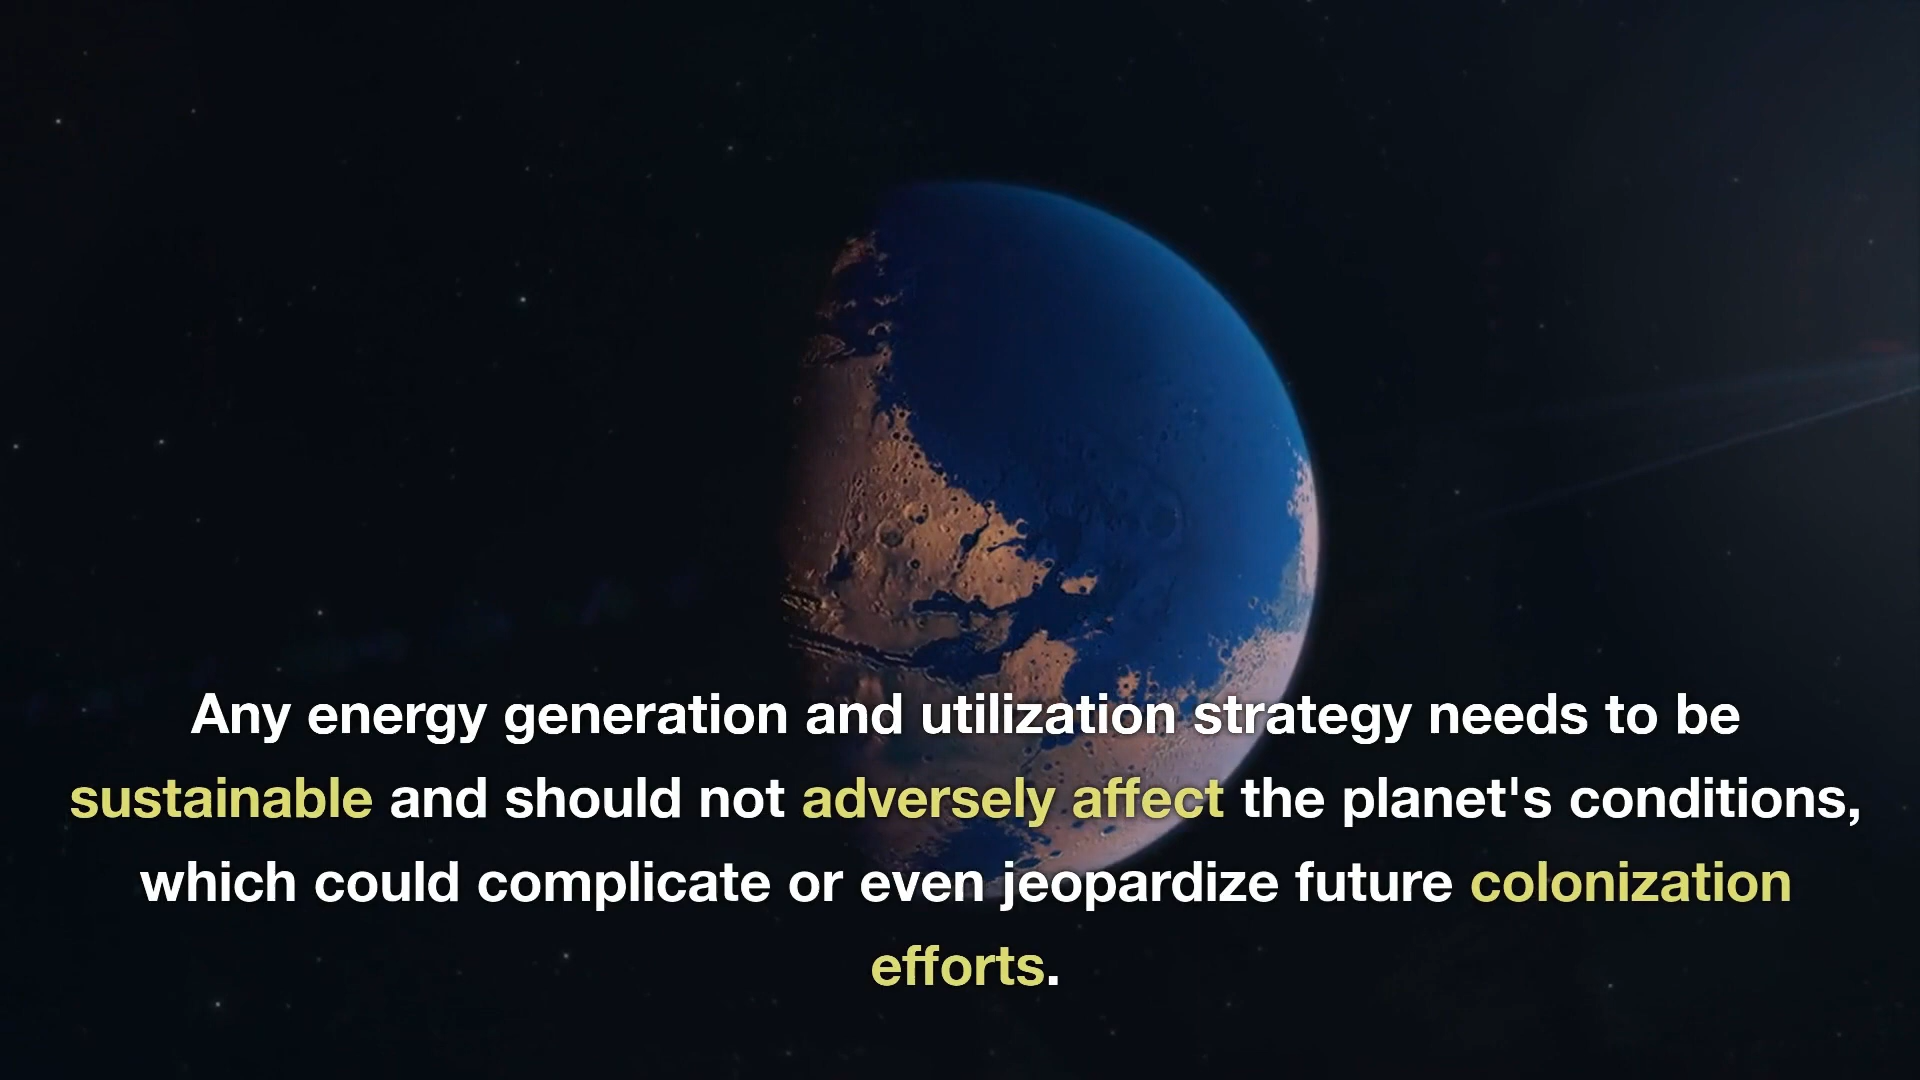 Any energy generation and utilization strategy needs to be
sustainable and should not adversely affect the planet's conditions,
which could complicate or even jeopardize future colonization
efforts.